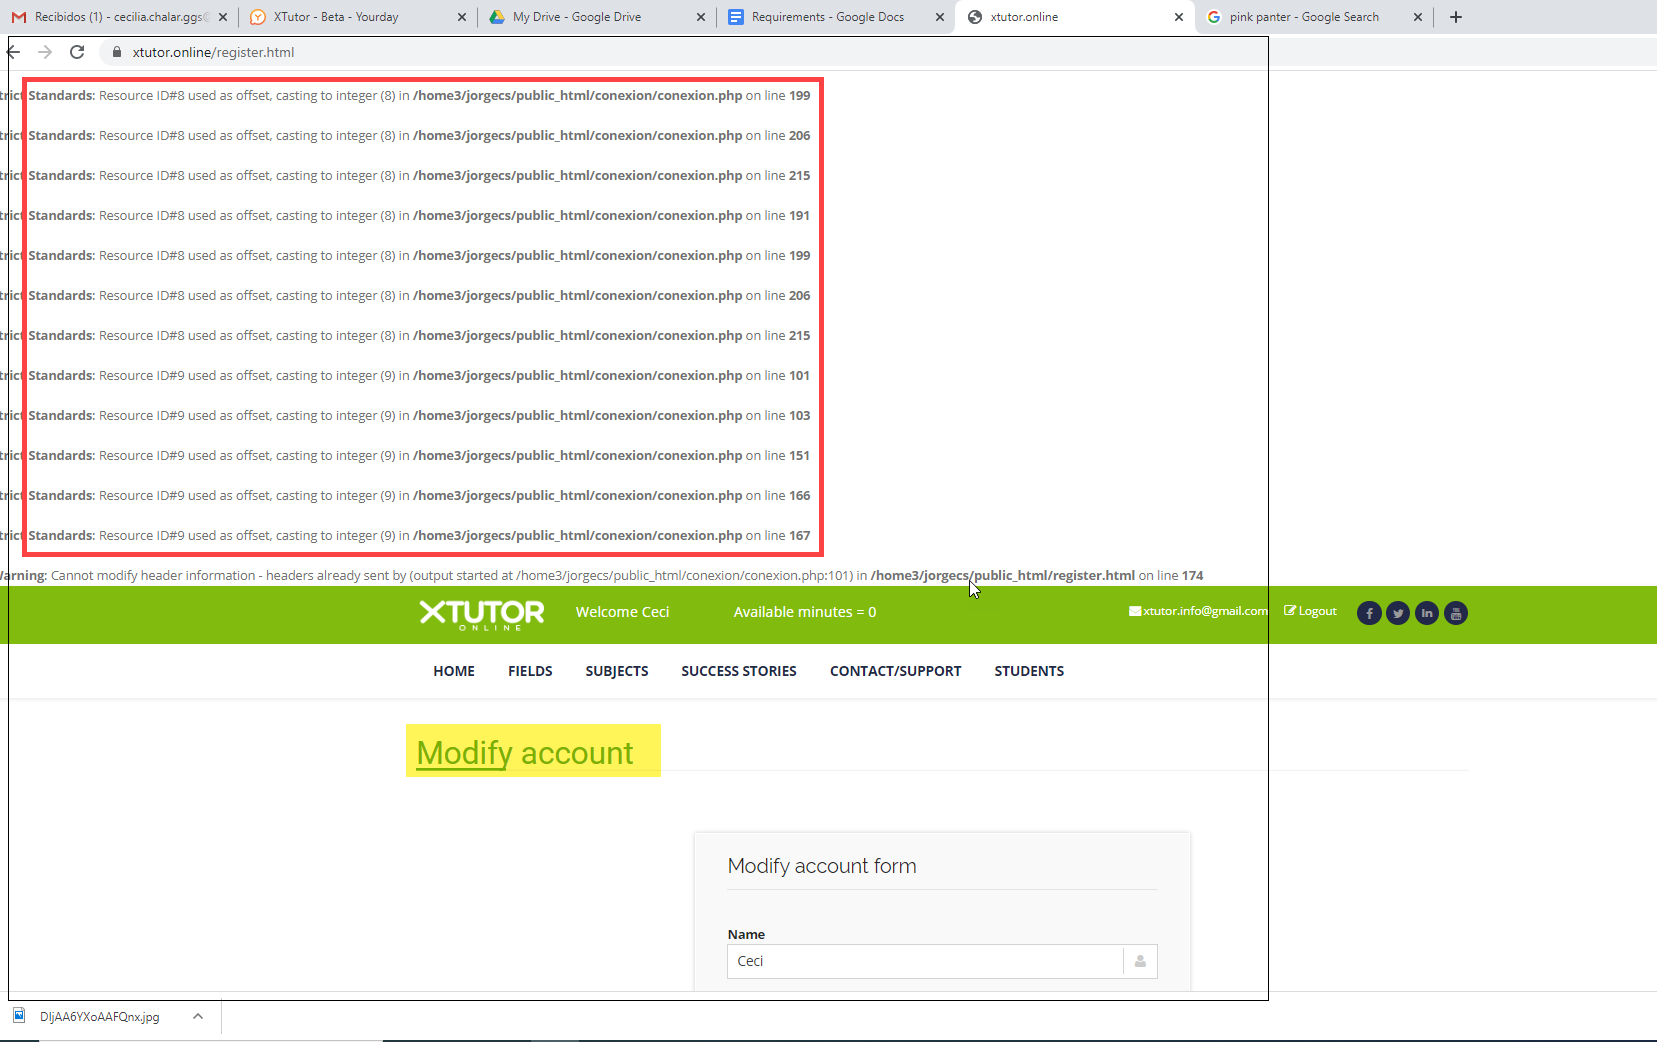 Recibidos (1) - cecilia.chalar.ggs@
XTutor - Beta - Yourday
My Drive - Google Drive
Requirements - Google Docs
xtutor.online
pink panter - Google Search
xtutor.online/register.html
trict Standards: Resource ID#8 used as offset, casting to integer (8) in /home3/jorgecs/public_html/conexion/conexion.php on line 199
trict Standards: Resource ID#8 used as offset, casting to integer (8) in /home3/jorgecs/public_html/conexion/conexion.php on line 206
trict Standards: Resource ID#8 used as offset, casting to integer (8) in /home3/jorgecs/public_html/conexion/conexion.php on line 215
trict Standards: Resource ID#8 used as offset, casting to integer (8) in /home3/jorgecs/public_html/conexion/conexion.php on line 191
trict Standards: Resource ID#8 used as offset, casting to integer (8) in /home3/jorgecs/public_html/conexion/conexion.php on line 199
trict Standards: Resource ID#8 used as offset, casting to integer (8) in /home3/jorgecs/public_html/conexion/conexion.php on line 206
trict Standards: Resource ID#8 used as offset, casting to integer (8) in /home3/jorgecs/public_html/conexion/conexion.php on line 215
trict Standards: Resource ID#9 used as offset, casting to integer (9) in /home3/jorgecs/public_html/conexion/conexion.php on line 101
trict Standards: Resource ID#9 used as offset, casting to integer (9) in /home3/jorgecs/public_html/conexion/conexion.php on line 103
trict Standards: Resource ID#9 used as offset, casting to integer (9) in /home3/jorgecs/public_html/conexion/conexion.php on line 151
trict Standards: Resource ID#9 used as offset, casting to integer (9) in /home3/jorgecs/public_html/conexion/conexion.php on line 166
trict Standards: Resource ID#9 used as offset, casting to integer (9) in /home3/jorgecs/public_html/conexion/conexion.php on line 167
Warning: Cannot modify header information - headers already sent by (output started at /home3/jorgecs/public_html/conexion/conexion.php:101) in /home3/jorgecs/public_html/register.html on line 174
XTUTOR
ONLINE
Welcome Ceci
Available minutes = 0
xtutor.info@gmail.com
Logout
HOME
FIELDS
SUBJECTS
SUCCESS STORIES
CONTACT/SUPPORT
STUDENTS
Modify account
Modify account form
Name
Ceci
DIjAA6YXoAAFQnx.jpg